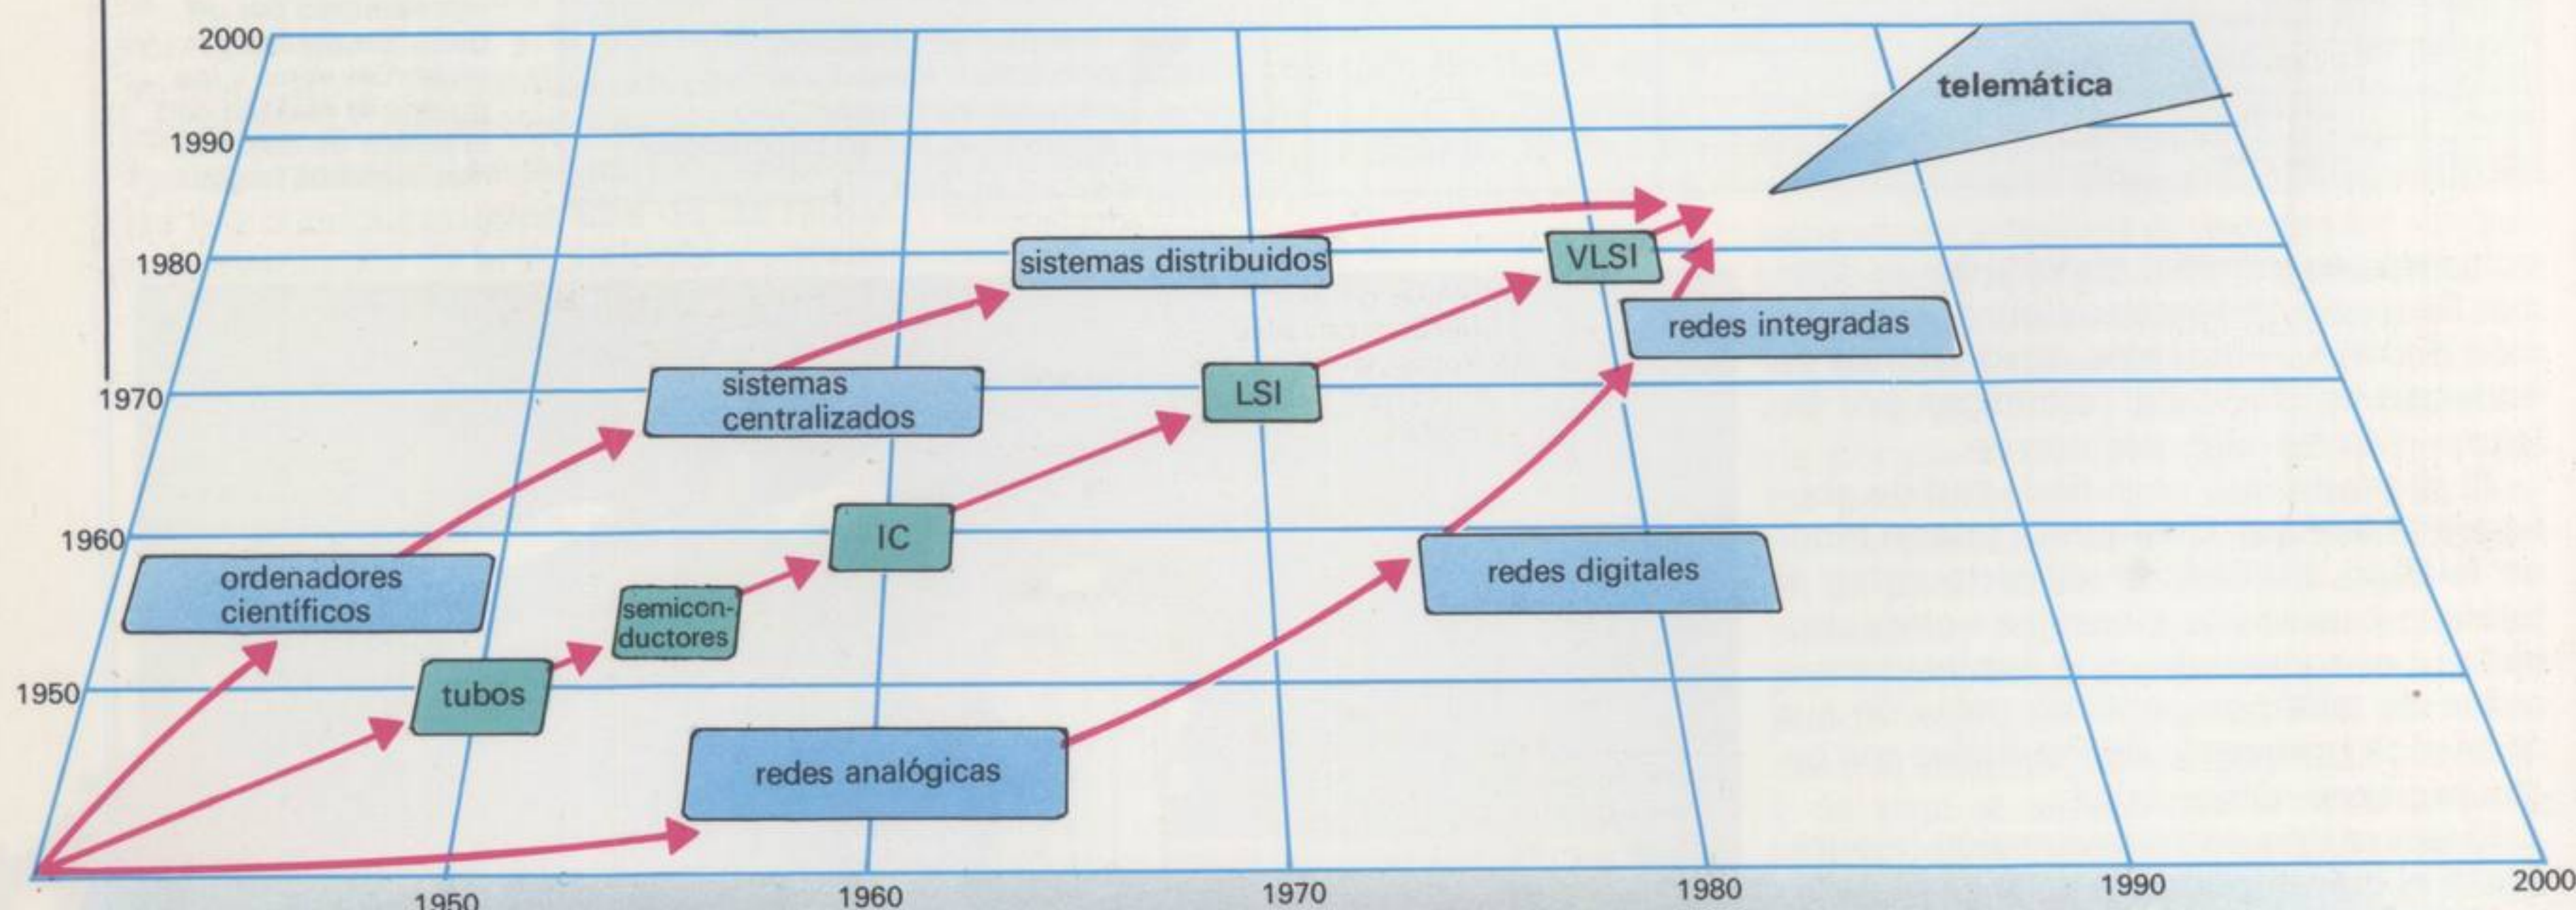 2000
telemática
1990
1980
sistemas distribuidos
VLSI
redes integradas
1970
sistemas
centralizados
LSI
1960
IC
ordenadores
científicos
redes digitales
semicon-
ductores
1950
tubos
redes analógicas
1950
1960
1970
1980
1990
2000